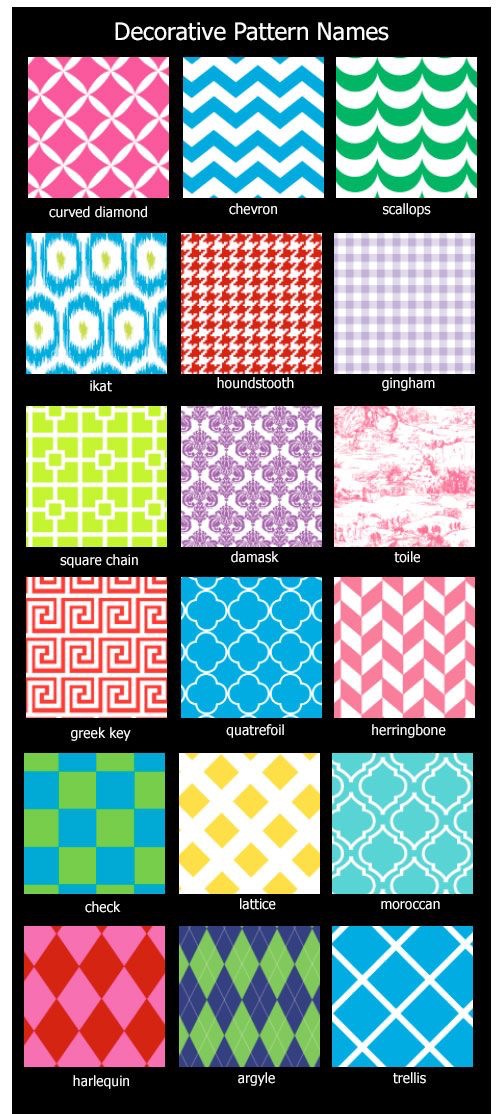 Decorative Pattern Names
curved diamond
chevron
scallops
ikat
houndstooth
gingham
square chain
damask
toile
greek key
quatrefoil
herringbone
check
lattice
moroccan
harlequin
argyle
trellis